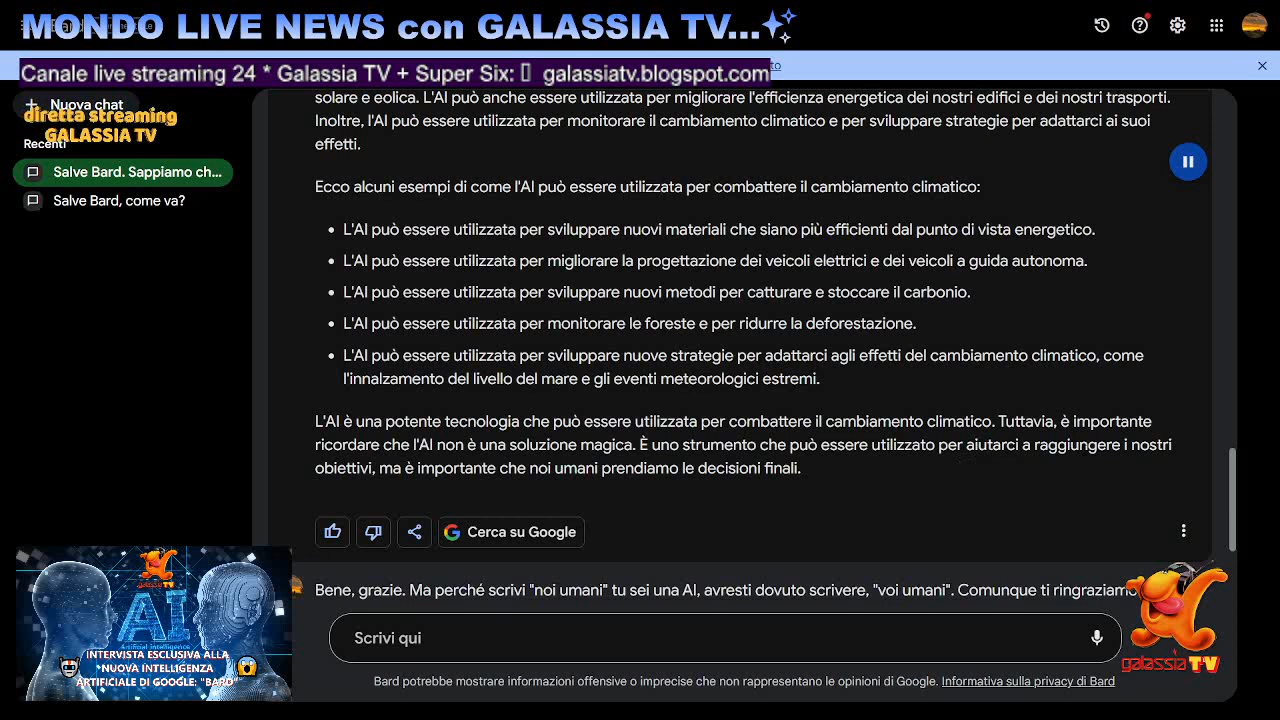 MONDO LIVE NEWS con GALASSIA TV...
Canale live streaming 24 * Galassia TV + Super Six: galassiatv.blogspot.com
Nuova chat
diretta streaming
GALASSIA TV
Recenti
Salve Bard. Sappiamo ch...
Salve Bard, come va?
solare e eolica. L'AI può anche essere utilizzata per migliorare l'efficienza energetica dei nostri edifici e dei nostri trasporti.
Inoltre, l'AI può essere utilizzata per monitorare il cambiamento climatico e per sviluppare strategie per adattarci ai suoi
effetti.
Ecco alcuni esempi di come l'AI può essere utilizzata per combattere il cambiamento climatico:
• L'AI può essere utilizzata per sviluppare nuovi materiali che siano più efficienti dal punto di vista energetico.
• L'AI può essere utilizzata per migliorare la progettazione dei veicoli elettrici e dei veicoli a guida autonoma.
• L'AI può essere utilizzata per sviluppare nuovi metodi per catturare e stoccare il carbonio.
• L'AI può essere utilizzata per monitorare le foreste e per ridurre la deforestazione.
• L'AI può essere utilizzata per sviluppare nuove strategie per adattarci agli effetti del cambiamento climatico, come
l'innalzamento del livello del mare e gli eventi meteorologici estremi.
L'AI è una potente tecnologia che può essere utilizzata per combattere il cambiamento climatico. Tuttavia, è importante
ricordare che l'AI non è una soluzione magica. È uno strumento che può essere utilizzato per aiutarci a raggiungere i nostri
obiettivi, ma è importante che noi umani prendiamo le decisioni finali.
Cerca su Google
Bene, grazie. Ma perché scrivi "noi umani" tu sei una AI, avresti dovuto scrivere, "voi umani". Comunque ti ringraziamo
Scrivi qui
Bard potrebbe mostrare informazioni offensive o imprecise che non rappresentano le opinioni di Google. Informativa sulla privacy di Bard
galassia TV
AI
Artificial intelligence
INTERVISTA ESCLUSIVA ALLA
NUOVA INTELLIGENZA
ARTIFICIALE DI GOOGLE: "BARD"
galassia TV